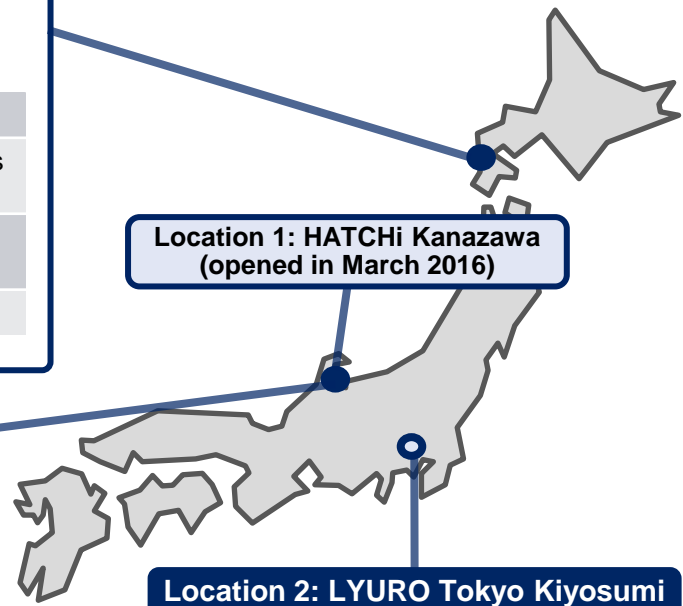 s
Location 1: HATCHi Kanazawa
(opened in March 2016)
Location 2: LYURO Tokyo Kiyosumi